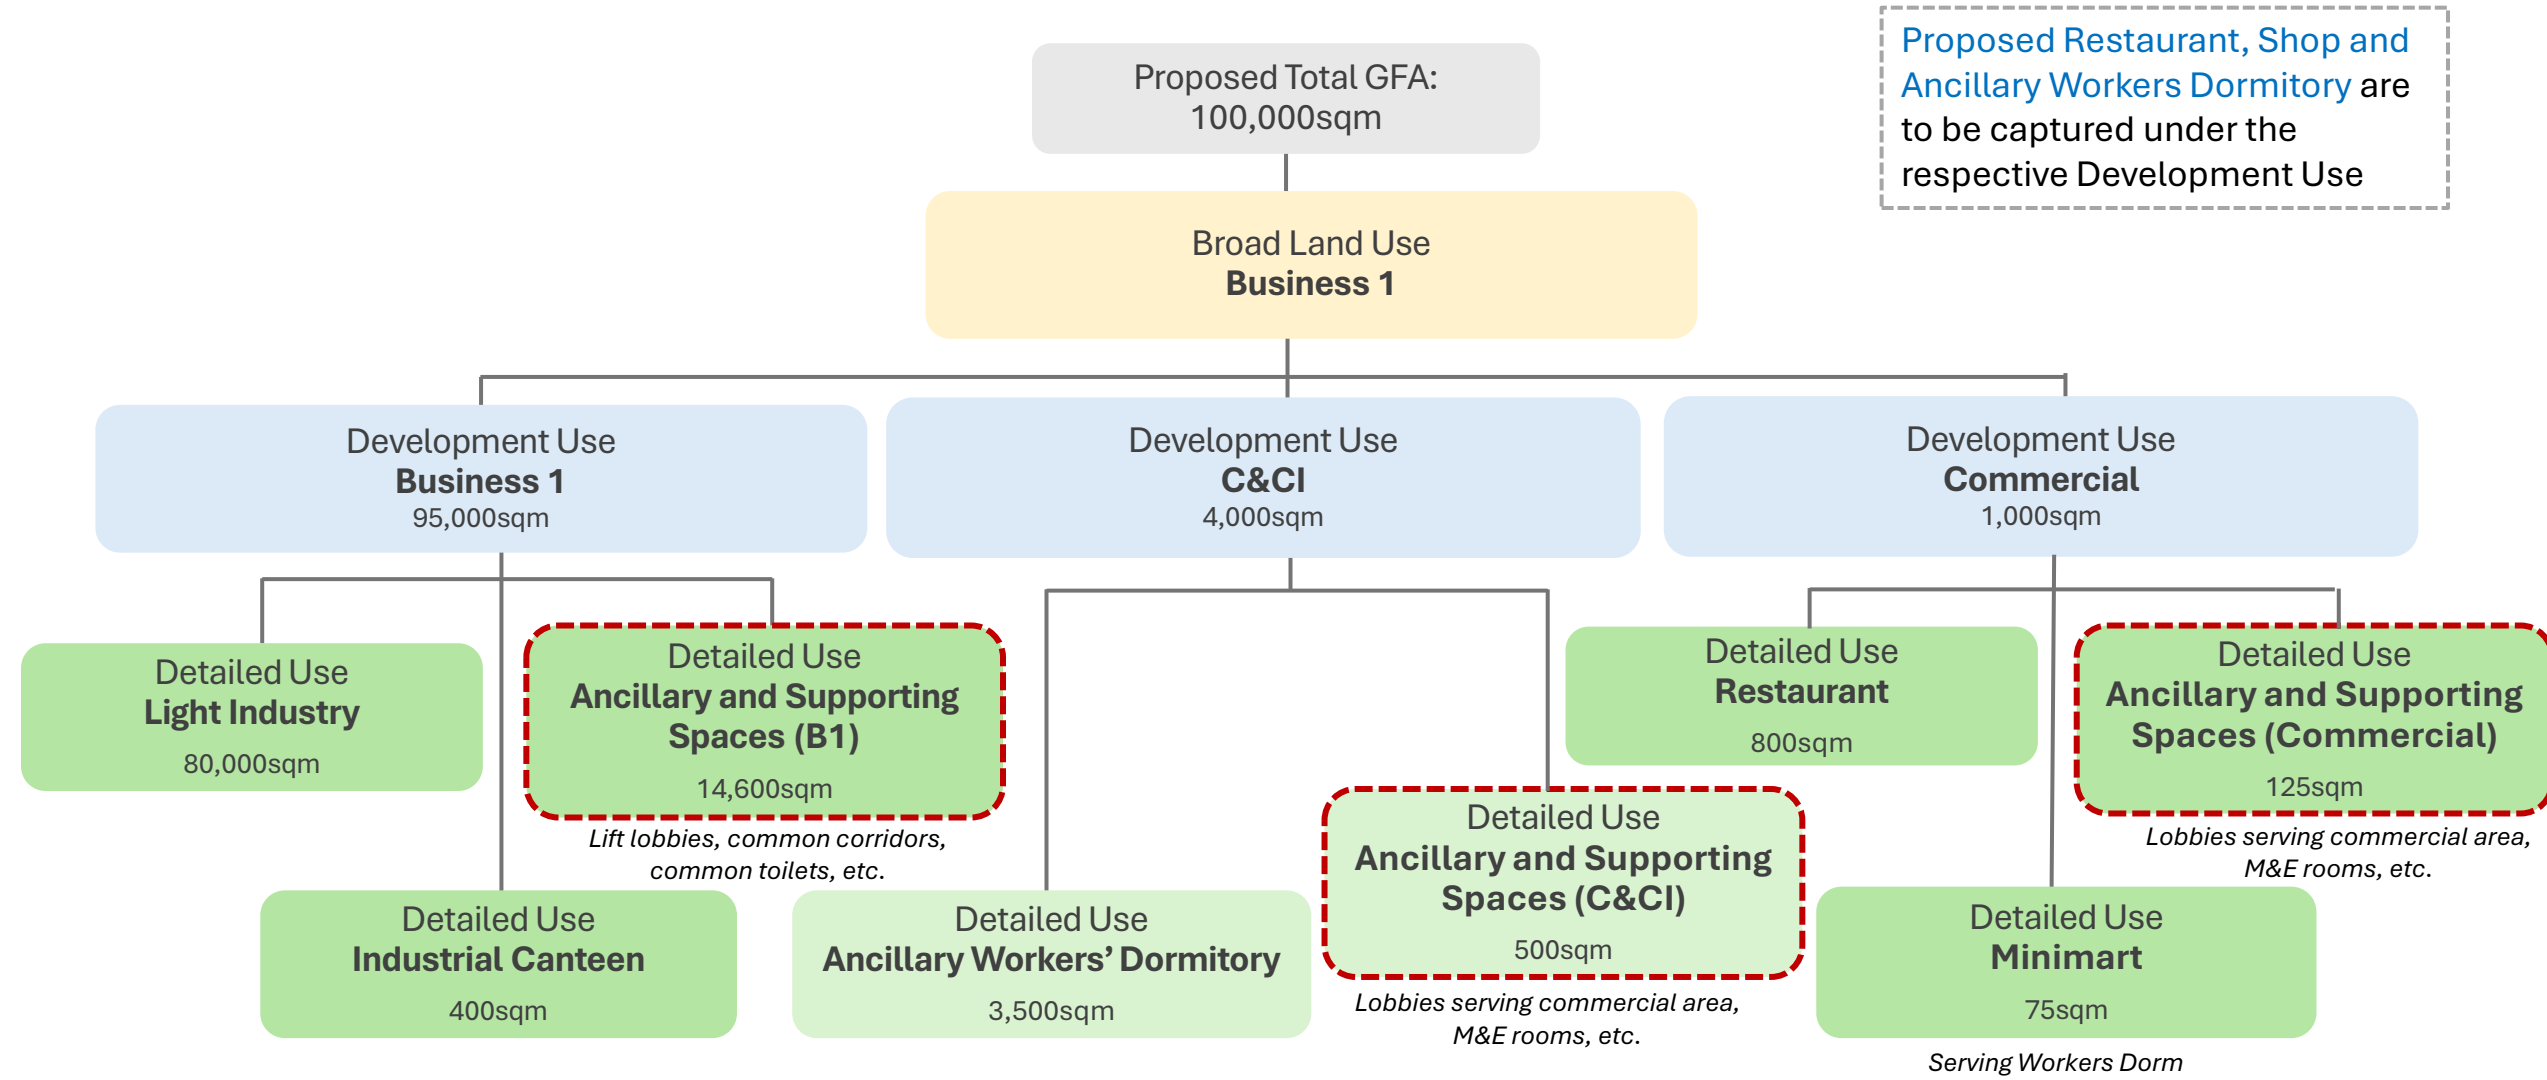 Proposed Restaurant, Shop and
Ancillary Workers Dormitory are
to be captured under the
respective Development Use
Proposed Total GFA:
100,000sqm
Broad Land Use
Business 1
Development Use
Business 1
95,000sqm
Development Use
C&CI
4,000sqm
Development Use
Commercial
1,000sqm
Detailed Use
Light Industry
80,000sqm
Detailed Use
Ancillary and Supporting
Spaces (B1)
14,600sqm
Lift lobbies, common corridors,
common toilets, etc.
Detailed Use
Industrial Canteen
400sqm
Detailed Use
Ancillary Workers’ Dormitory
3,500sqm
Detailed Use
Ancillary and Supporting
Spaces (C&CI)
500sqm
Lobbies serving commercial area,
M&E rooms, etc.
Detailed Use
Restaurant
800sqm
Detailed Use
Ancillary and Supporting
Spaces (Commercial)
125sqm
Lobbies serving commercial area,
M&E rooms, etc.
Detailed Use
Minimart
75sqm
Serving Workers Dorm